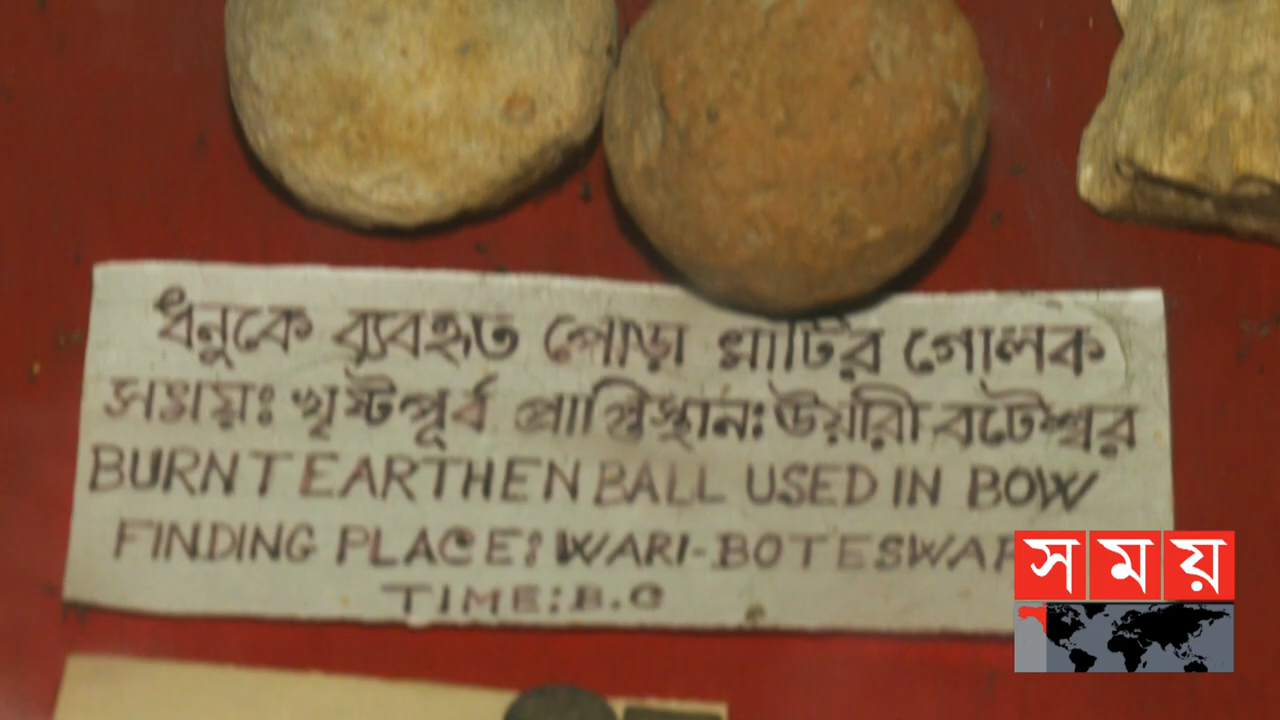 ধনুকে ব্যবহৃত পোড়া মাটির গোলক
সময়ঃ খৃষ্টপূর্ব প্রাপ্তিস্থান: উয়ারী বটেশ্বর
BURNT EARTHEN BALL USED IN BOW
FINDING PLACE: WARI-BOTESWAR
TIME: B.C
সময়